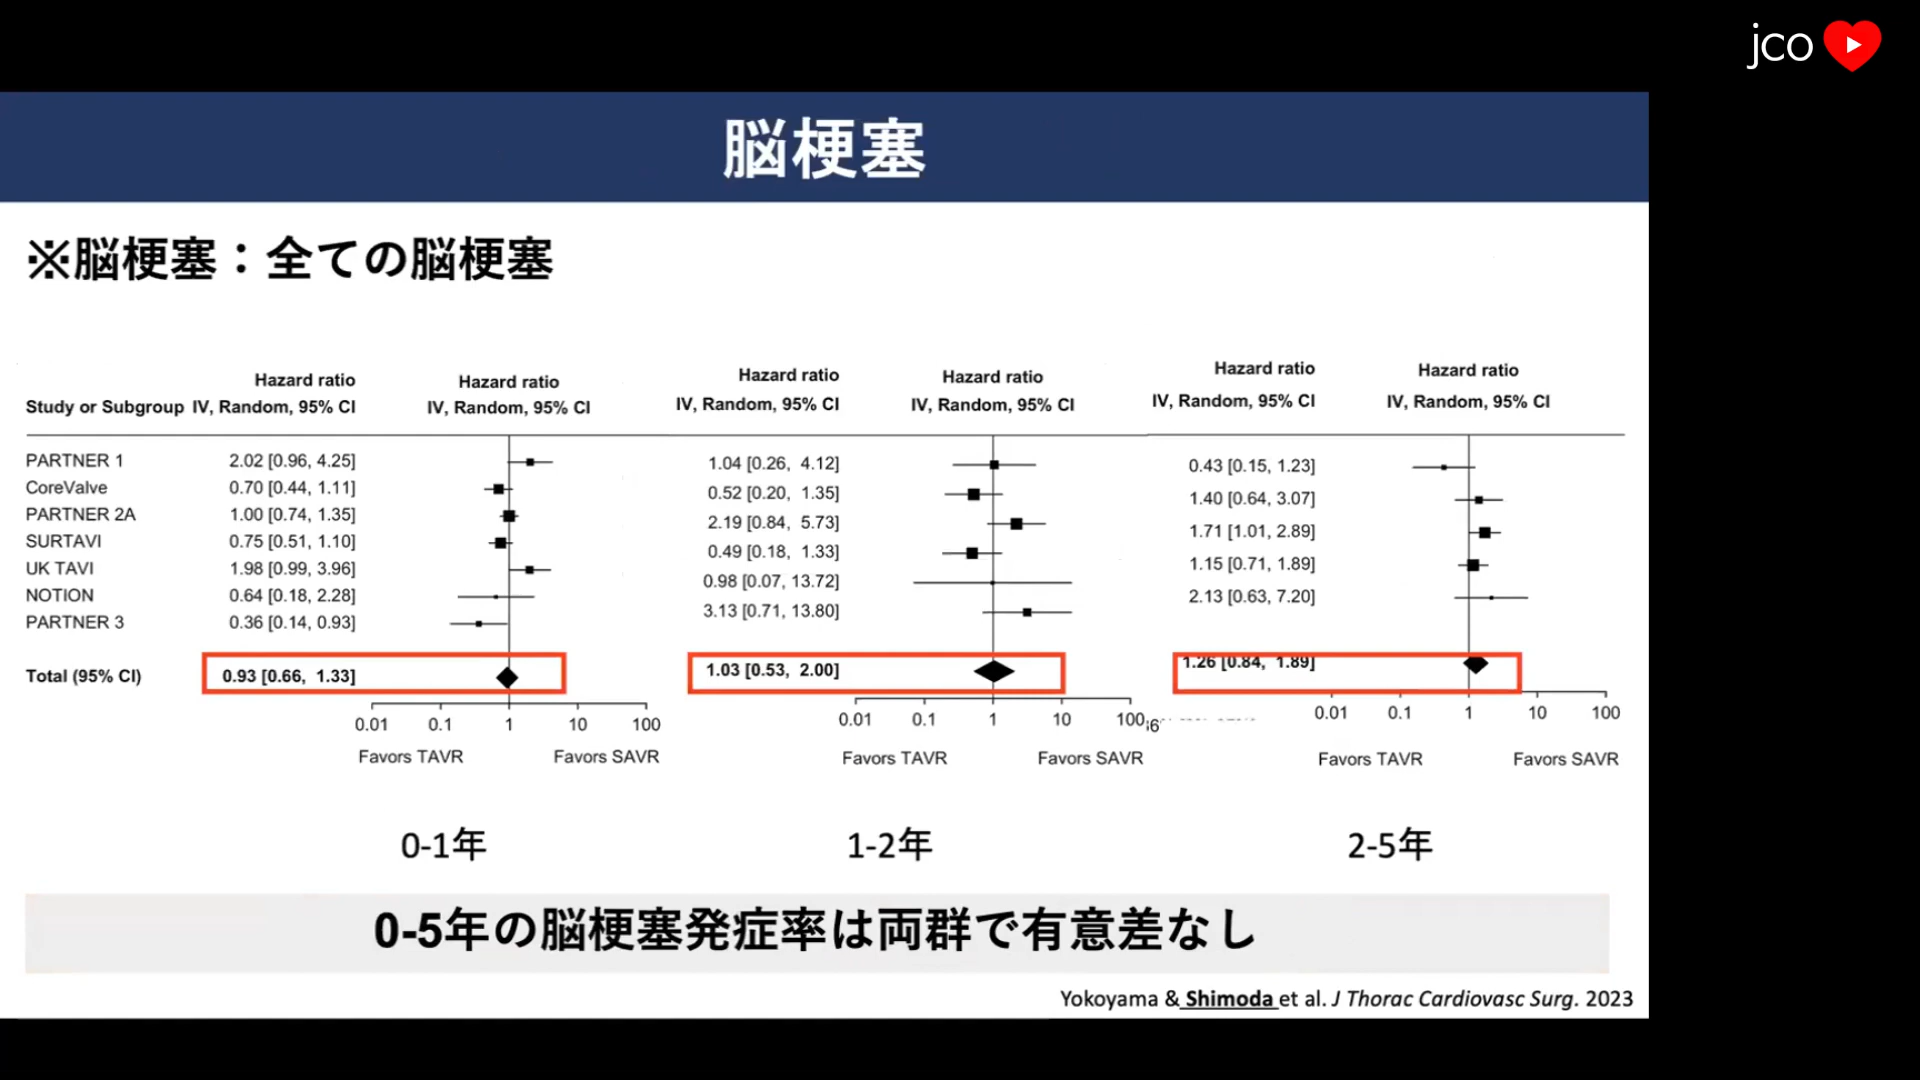 jco
脳梗塞
※脳梗塞：全ての脳梗塞
Hazard ratio Hazard ratio
Study or Subgroup IV, Random, 95% CI IV, Random, 95% CI
PARTNER 1 2.02 [0.96, 4.25]
CoreValve 0.70 [0.44, 1.11]
PARTNER 2A 1.00 [0.74, 1.35]
SURTAVI 0.75 [0.51, 1.10]
UK TAVI 1.98 [0.99, 3.96]
NOTION 0.64 [0.18, 2.28]
PARTNER 3 0.36 [0.14, 0.93]
Total (95% CI) 0.93 [0.66, 1.33]
0.01 0.1 1 10 100
Favors TAVR Favors SAVR
0-1年
Hazard ratio Hazard ratio
IV, Random, 95% CI IV, Random, 95% CI
1.04 [0.26, 4.12]
0.52 [0.20, 1.35]
2.19 [0.84, 5.73]
0.49 [0.18, 1.33]
0.98 [0.07, 13.72]
3.13 [0.71, 13.80]
1.03 [0.53, 2.00]
0.01 0.1 1 10 100
Favors TAVR Favors SAVR
1-2年
Hazard ratio Hazard ratio
IV, Random, 95% CI IV, Random, 95% CI
0.43 [0.15, 1.23]
1.40 [0.64, 3.07]
1.71 [1.01, 2.89]
1.15 [0.71, 1.89]
2.13 [0.63, 7.20]
1.26 [0.84, 1.89]
0.01 0.1 1 10 100
Favors TAVR Favors SAVR
2-5年
0-5年の脳梗塞発症率は両群で有意差なし
Yokoyama & Shimoda et al. J Thorac Cardiovasc Surg. 2023